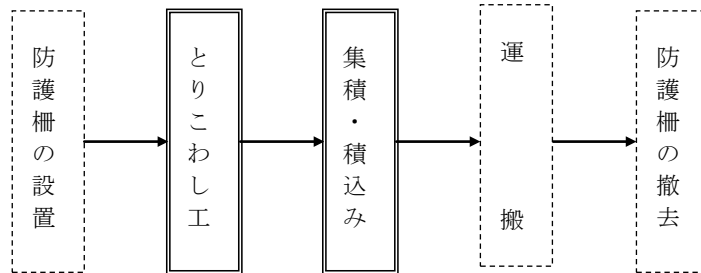 防護柵の設置
とりこわし工
集積・積込み
運搬
防護柵の撤去